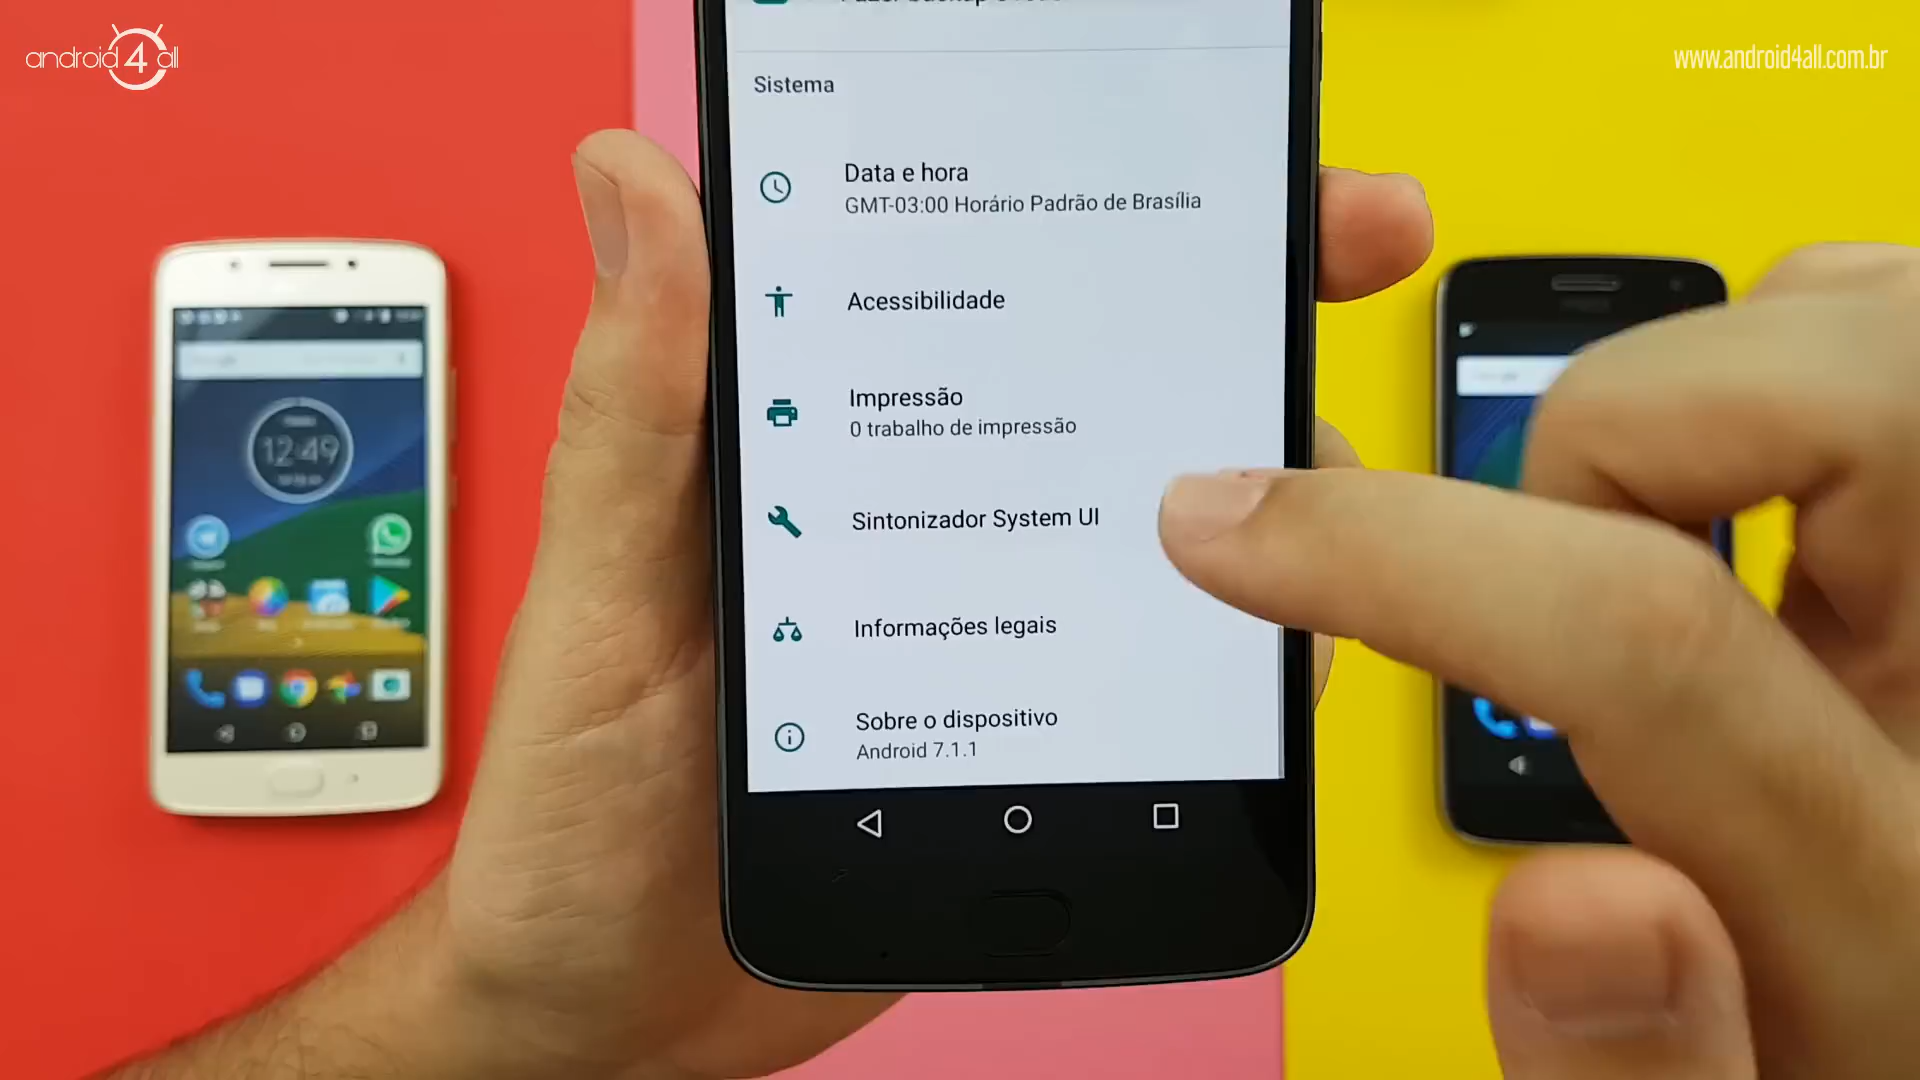 android4all
www.android4all.com.br
Sistema
Data e hora
GMT-03:00 Horário Padrão de Brasília
Acessibilidade
Impressão
0 trabalho de impressão
Sintonizador System UI
Informações legais
Sobre o dispositivo
Android 7.1.1
12:49